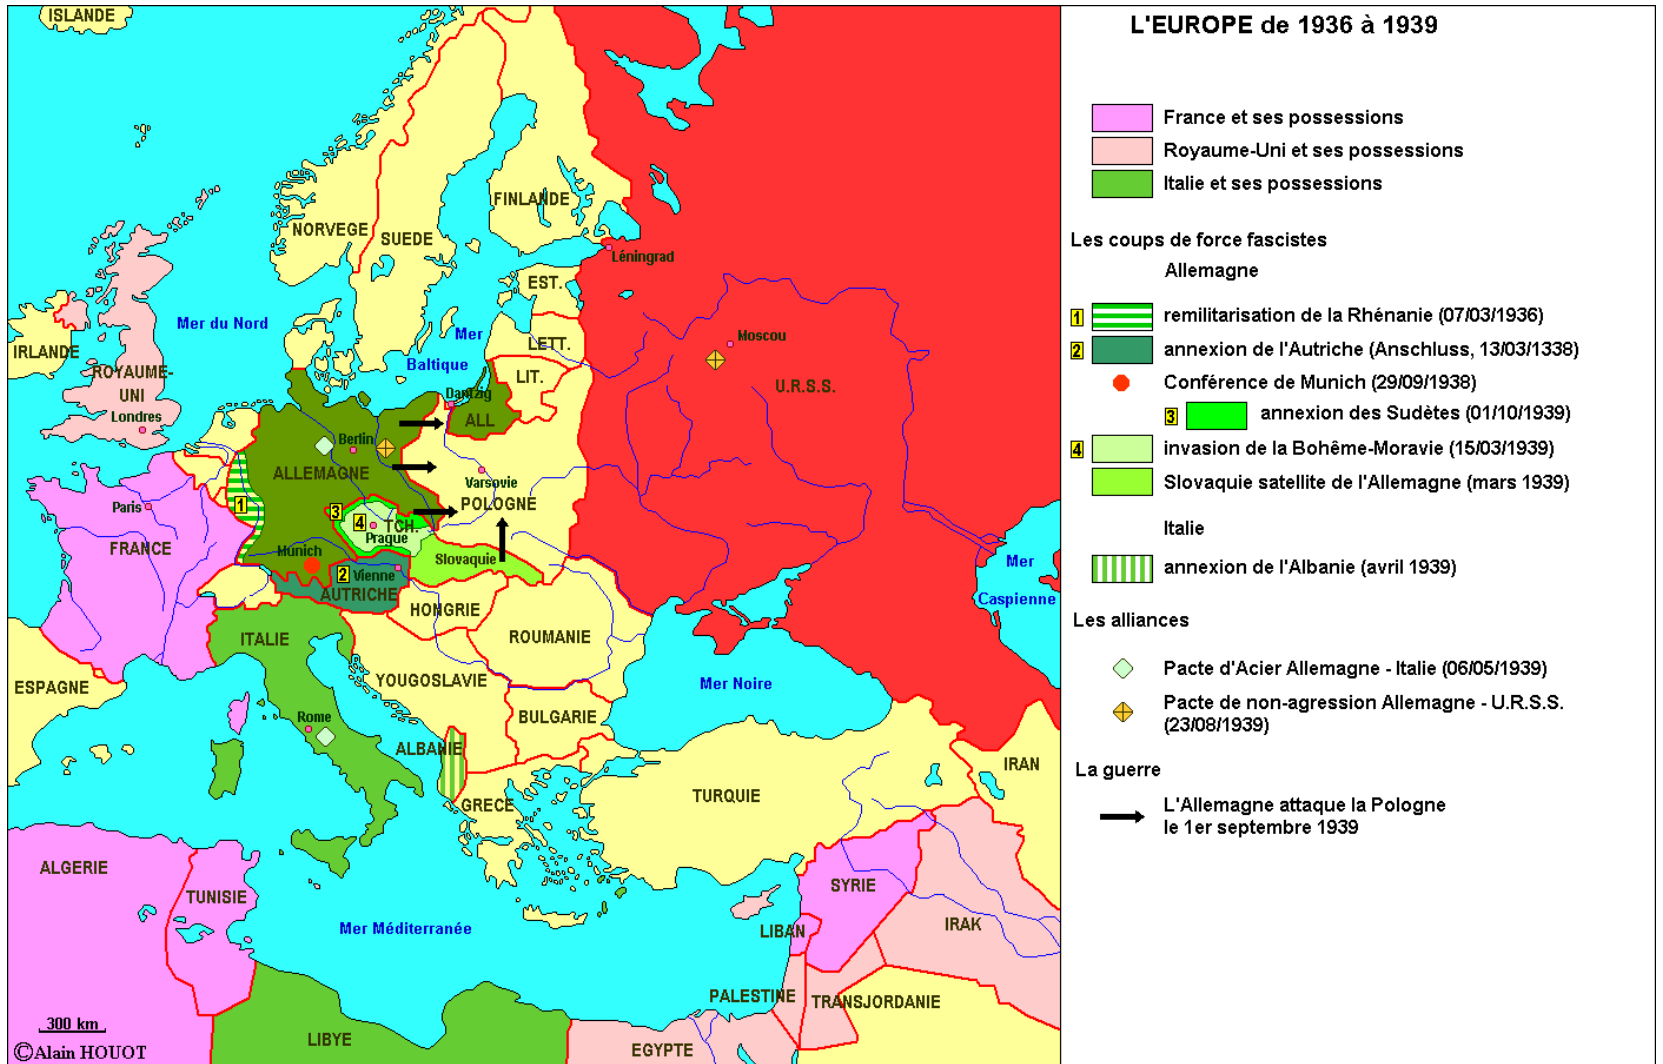 L'EUROPE de 1936 à 1939
France et ses possessions
Royaume-Uni et ses possessions
Italie et ses possessions
Les coups de force fascistes
Allemagne
1 remilitarisation de la Rhénanie (07/03/1936)
2 annexion de l'Autriche (Anschluss, 13/03/1338)
Conférence de Munich (29/09/1938)
3 annexion des Sudètes (01/10/1939)
4 invasion de la Bohême-Moravie (15/03/1939)
Slovaquie satellite de l'Allemagne (mars 1939)
Italie
annexion de l'Albanie (avril 1939)
Les alliances
Pacte d'Acier Allemagne - Italie (06/05/1939)
Pacte de non-agression Allemagne - U.R.S.S.
(23/08/1939)
La guerre
L'Allemagne attaque la Pologne
le 1er septembre 1939
ISLANDE
NORVEGE
SUEDE
FINLANDE
Léningrad
EST.
Mer du Nord
Mer
Baltique
LETT.
Moscou
IRLANDE
ROYAUME-
UNI
Londres
LIT.
U.R.S.S.
Dantzig
ALL
Berlin
ALLEMAGNE
Varsovie
POLOGNE
Paris
1
3
4
TCH.
Prague
FRANCE
Munich
Slovaquie
2
Vienne
AUTRICHE
HONGRIE
Mer
Caspienne
ITALIE
ROUMANIE
ESPAGNE
YOUGOSLAVIE
Mer Noire
Rome
BULGARIE
ALBANIE
IRAN
GRECE
TURQUIE
ALGERIE
TUNISIE
SYRIE
Mer Méditerranée
LIBAN
IRAK
PALESTINE
TRANSJORDANIE
300 km
LIBYE
EGYPTE
©Alain HOUOT